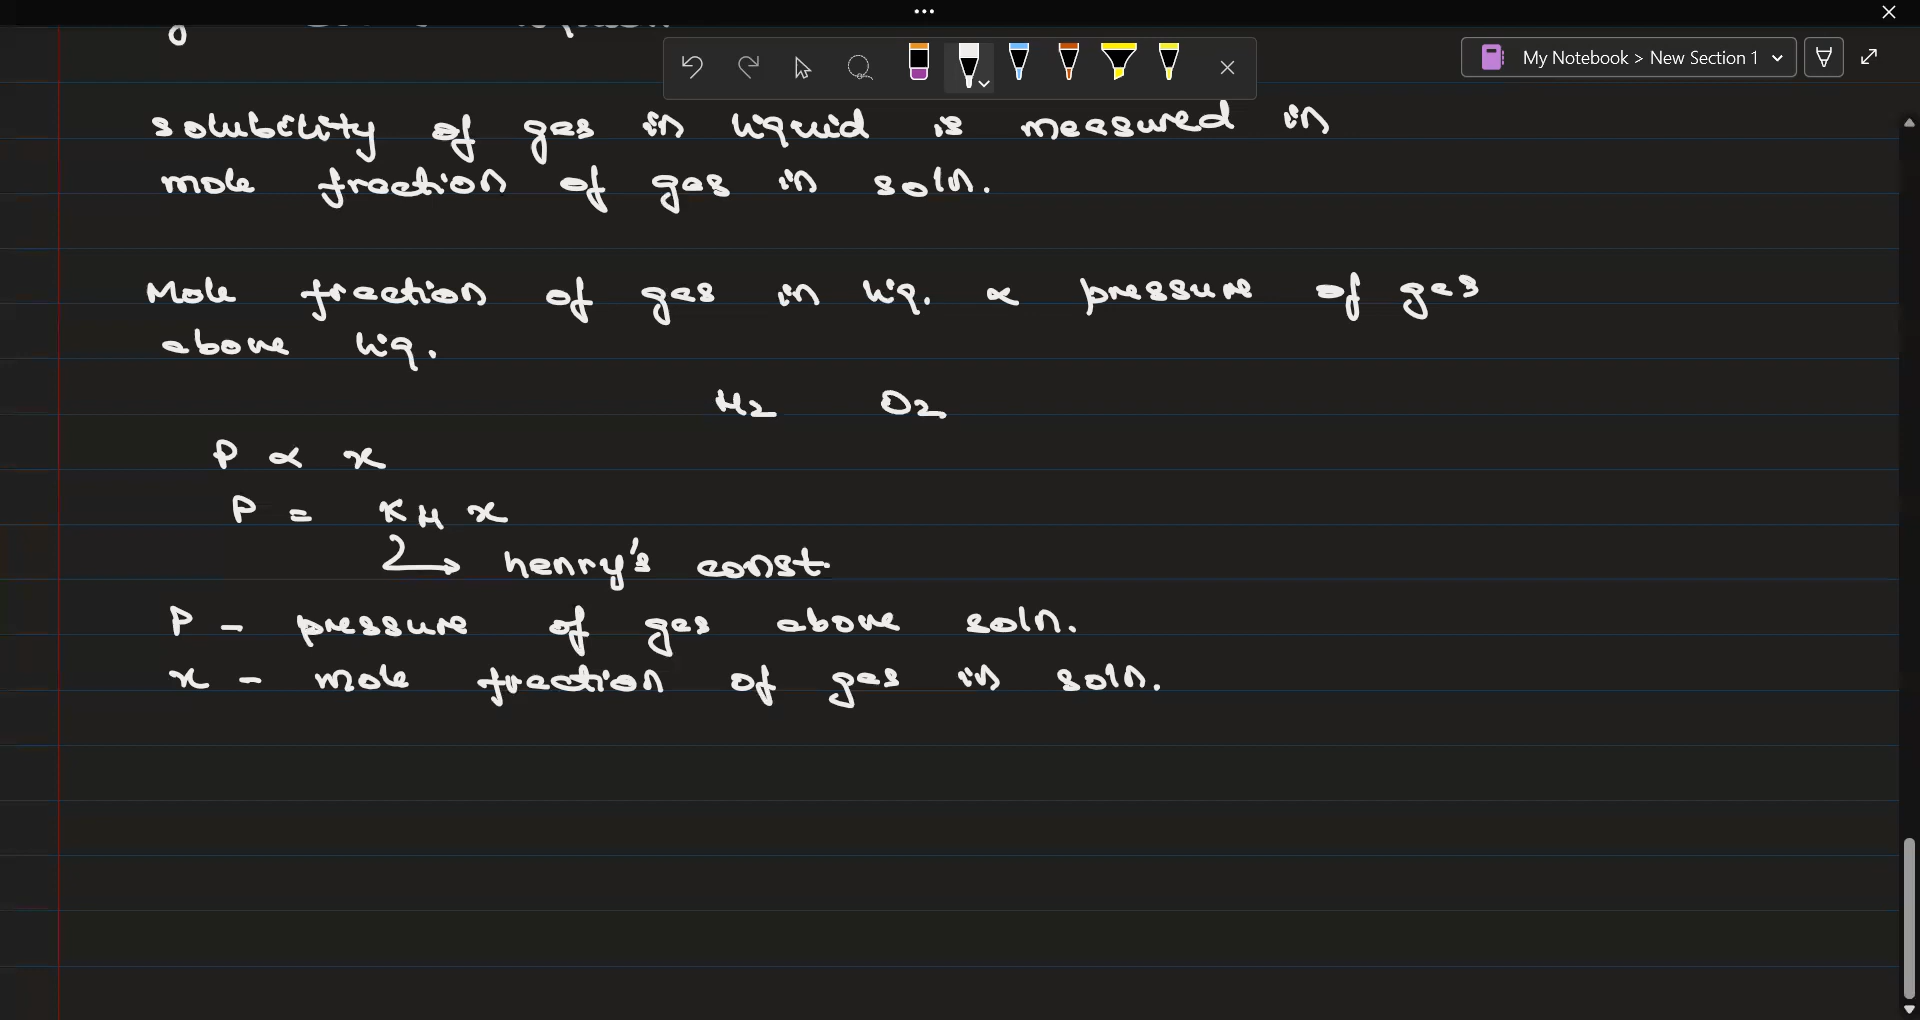 My Notebook > New Section 1
solubility of gas in liquid is measured in
mole fraction of gas in soln.
Mole fraction of gas in liq. ∝ pressure of gas
above liq.
H2 O2
P ∝ x
P = KH x
→ henry's const.
P - pressure of gas above soln.
x - mole fraction of gas in soln.